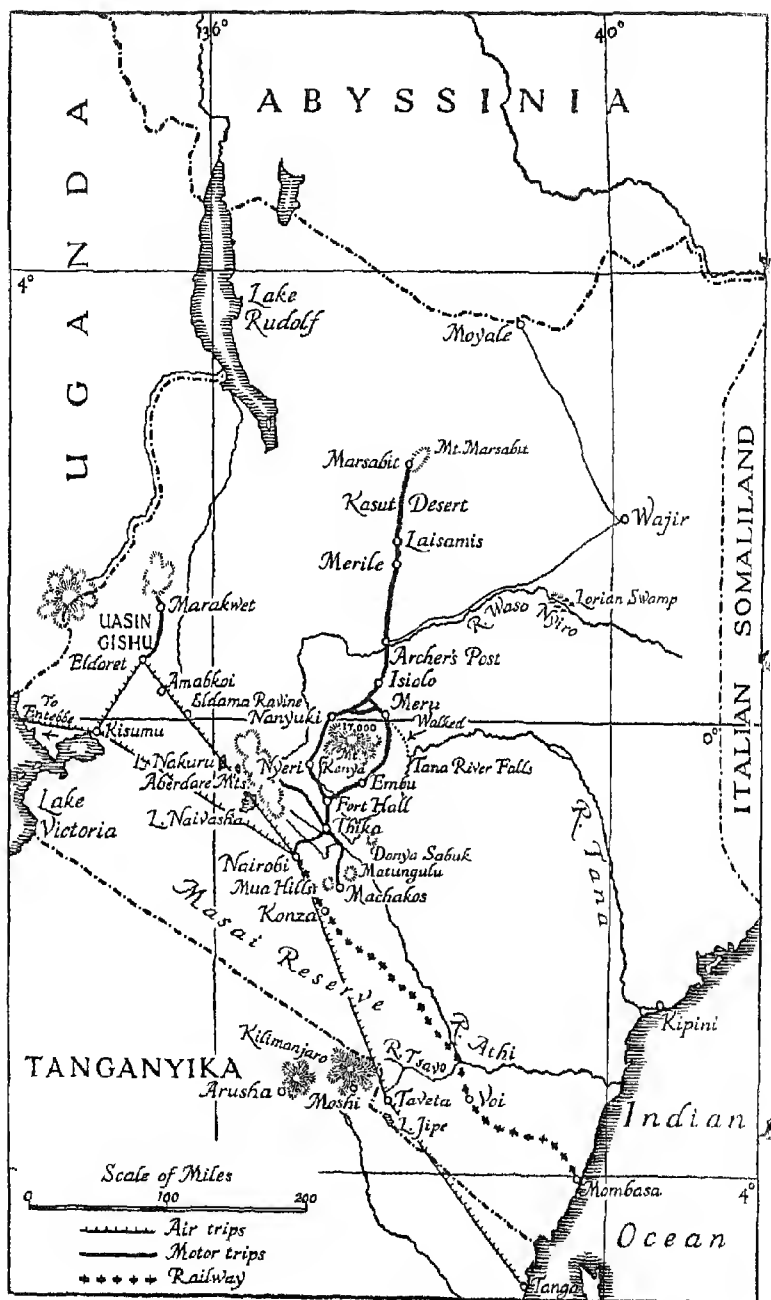 36°
40°
ABYSSINIA
UGANDA
4°
Lake
Rudolf
Moyale
Marsabit
Mt. Marsabit
Kasut Desert
Laisamis
Merile
Wajir
ITALIAN SOMALILAND
Marakwet
UASIN
GISHU
Eldoret
R. Waso
Nyiro
Lorian Swamp
Archer's Post
Isiolo
Amabkoi
Eldama Ravine
Nanyuki
Meru
Walked
To
Entebbe
Kisumu
17,000
Mt.
Kenya
0°
L. Nakuru
Nyeri
Tana River Falls
Aberdare Mts.
Embu
Lake
Victoria
Fort Hall
L. Naivasha
Thika
R. Tana
Nairobi
Donya Sabuk
Matungulu
Mua Hills
Machakos
Konza
Masai Reserve
Kipini
Kilimanjaro
R. Tsavo
R. Athi
TANGANYIKA
Arusha
Moshi
Taveta
Voi
L. Jipe
Indian
Ocean
Scale of Miles
0 100 200
Mombasa
4°
Air trips
Motor trips
Railway
Tanga